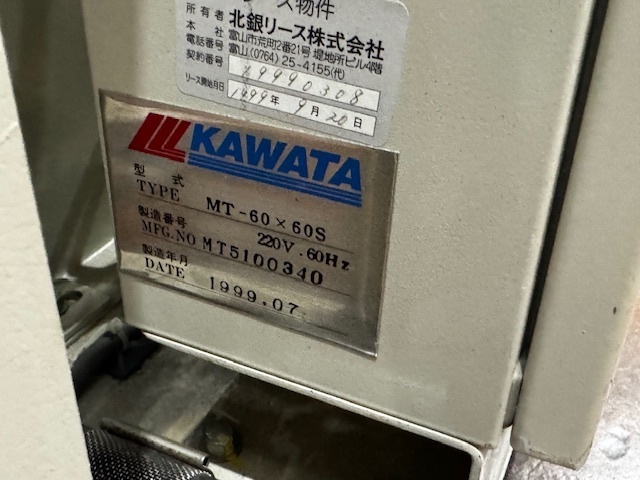 ース物件
所有者 北銀リース株式会社
本社 富山市荒町2番21号 堤地所ビル4階
電話番号 富山(0764) 25-4155(代)
契約番号 29990308
リース開始月日 1999年 9月 20日
KAWATA
型式
TYPE MT-60×60S
製造番号 220V.60Hz
MFG.NO MT5100340
製造年月
DATE 1999.07